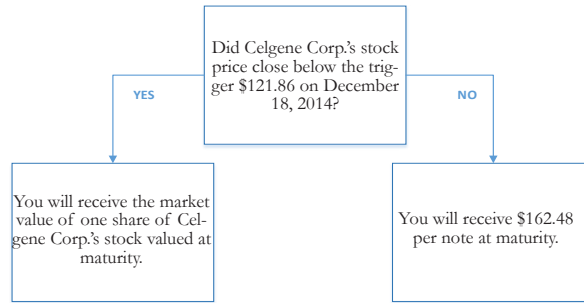 Did Celgene Corp.'s stock
price close below the trig-
ger $121.86 on December
18, 2014?
YES
NO
You will receive the market
value of one share of Cel-
gene Corp.'s stock valued at
maturity.
You will receive $162.48
per note at maturity.